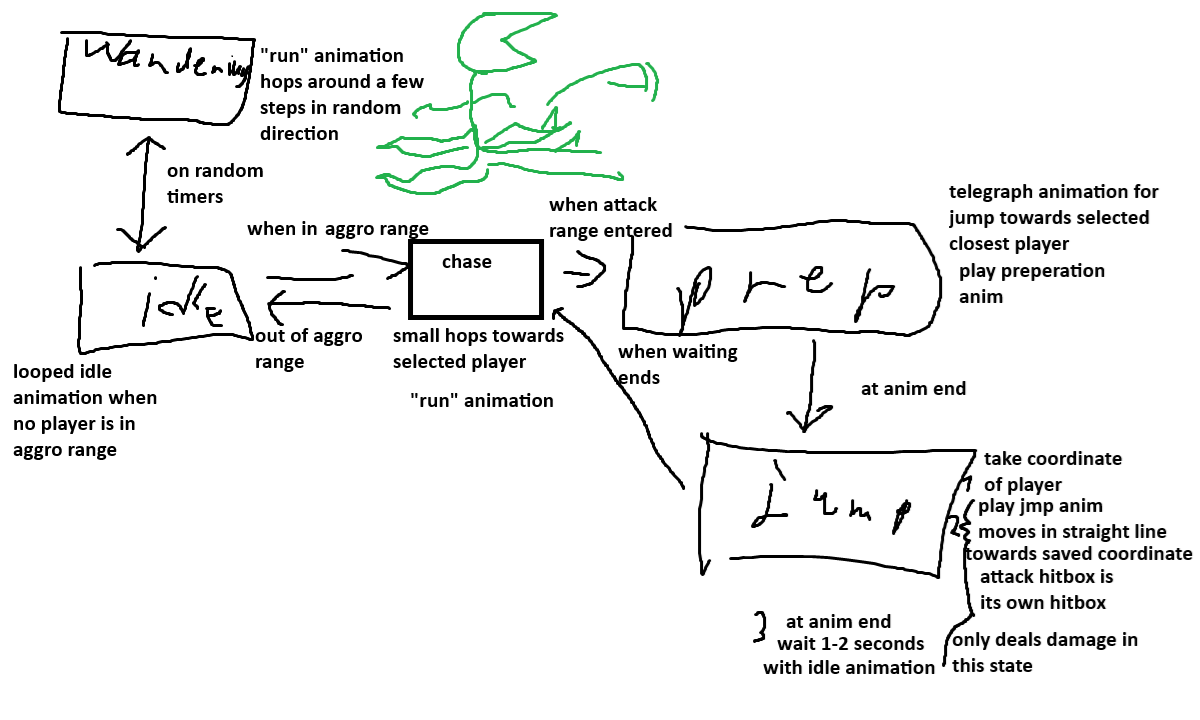 Wandering
"run" animation
hops around a few
steps in random
direction
on random
timers
when in aggro range
chase
when attack
range entered
prep
telegraph animation for
jump towards selected
closest player
play preperation
anim
idle
out of aggro
range
small hops towards
selected player
"run" animation
when waiting
ends
looped idle
animation when
no player is in
aggro range
at anim end
jump
1
take coordinate
of player
2
play jmp anim
moves in straight line
towards saved coordinate
attack hitbox is
its own hitbox
3
at anim end
wait 1-2 seconds
with idle animation
only deals damage in
this state